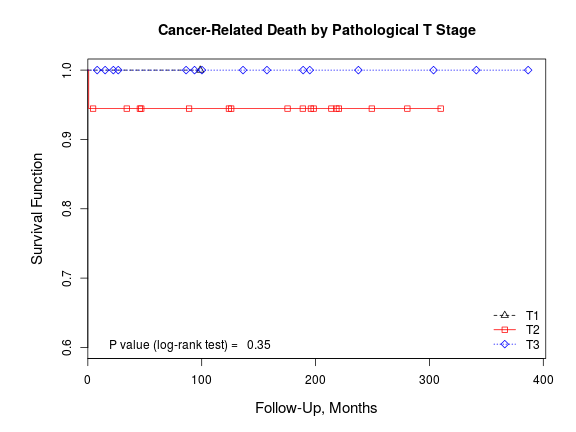 Cancer-Related Death by Pathological T Stage
Survival Function
1.0
0.9
0.8
0.7
0.6
P value (log-rank test) = 0.35
T1
T2
T3
0 100 200 300 400
Follow-Up, Months